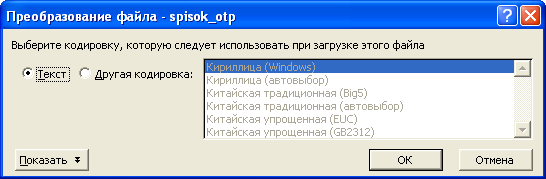 Преобразование файла - spisok_otp
Выберите кодировку, которую следует использовать при загрузке этого файла
Текст
Другая кодировка:
Кириллица (Windows)
Кириллица (автовыбор)
Китайская традиционная (Big5)
Китайская традиционная (автовыбор)
Китайская упрощенная (EUC)
Китайская упрощенная (GB2312)
Показать
ОК
Отмена